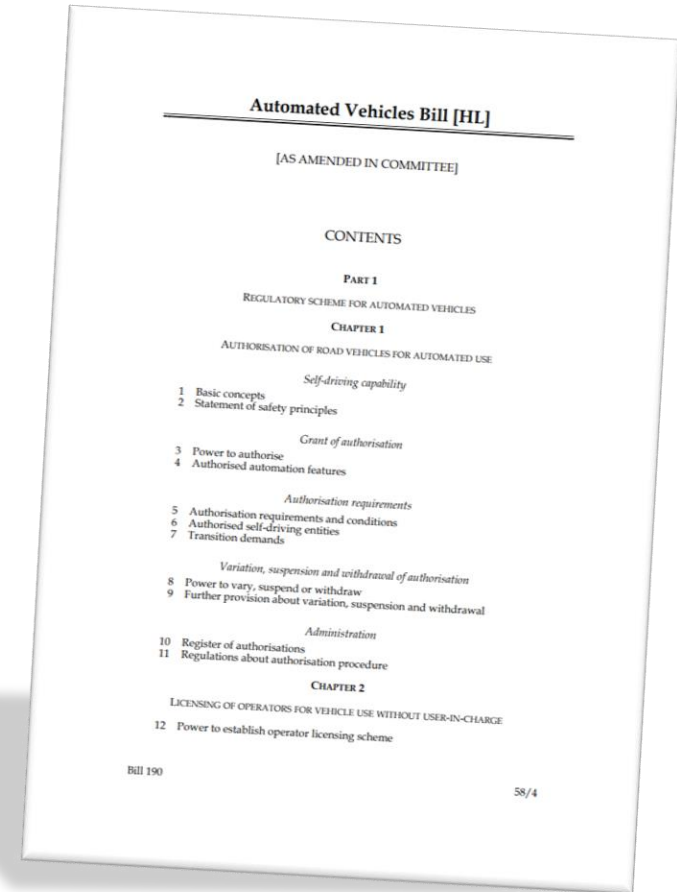 Automated Vehicles Bill [HL]
[AS AMENDED IN COMMITTEE]
CONTENTS
PART 1
REGULATORY SCHEME FOR AUTOMATED VEHICLES
CHAPTER 1
AUTHORISATION OF ROAD VEHICLES FOR AUTOMATED USE
Self-driving capability
1 Basic concepts
2 Statement of safety principles
Grant of authorisation
3 Power to authorise
4 Authorised automation features
Authorisation requirements
5 Authorisation requirements and conditions
6 Authorised self-driving entities
7 Transition demands
Variation, suspension and withdrawal of authorisation
8 Power to vary, suspend or withdraw
9 Further provision about variation, suspension and withdrawal
Administration
10 Register of authorisations
11 Regulations about authorisation procedure
CHAPTER 2
LICENSING OF OPERATORS FOR VEHICLE USE WITHOUT USER-IN-CHARGE
12 Power to establish operator licensing scheme
Bill 190
58/4